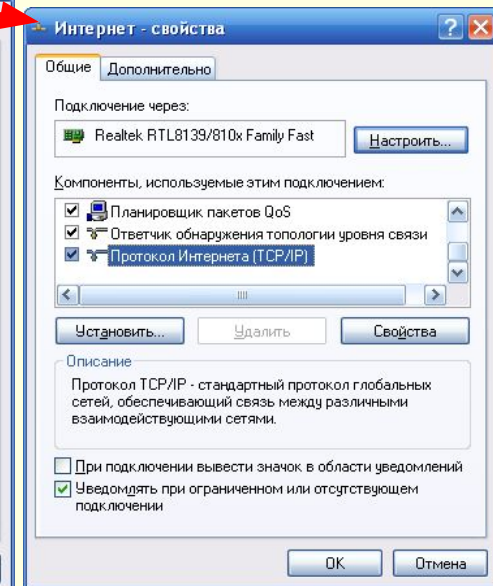 Интернет - свойства
Общие Дополнительно
Подключение через:
Realtek RTL8139/810x Family Fast Настроить...
Компоненты, используемые этим подключением:
Планировщик пакетов QoS
Ответчик обнаружения топологии уровня связи
Протокол Интернета (TCP/IP)
Установить... Удалить Свойства
Описание
Протокол TCP/IP - стандартный протокол глобальных
сетей, обеспечивающий связь между различными
взаимодействующими сетями.
При подключении вывести значок в области уведомлений
Уведомлять при ограниченном или отсутствующем
подключении
OK Отмена